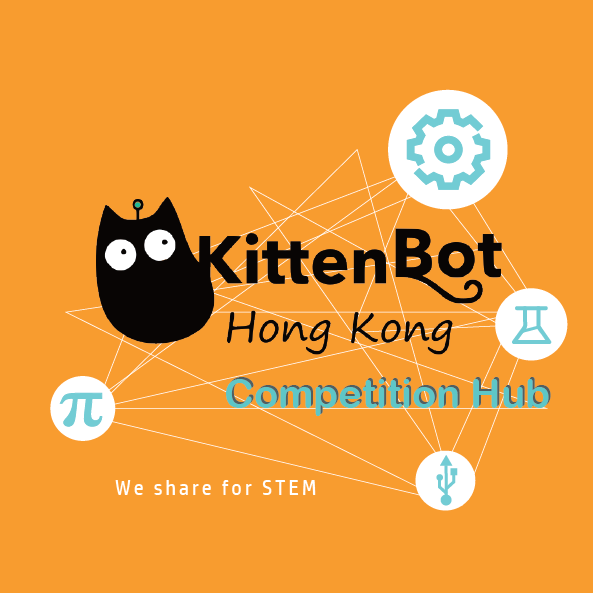 KittenBot
Hong Kong
Competition Hub
π
We share for STEM